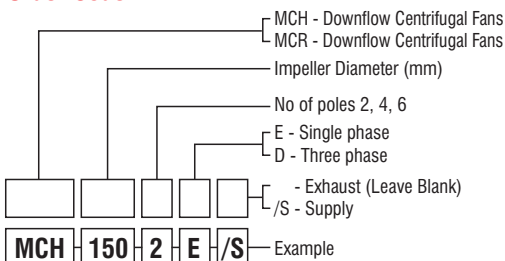 MCH - Downflow Centrifugal Fans
MCR - Downflow Centrifugal Fans
Impeller Diameter (mm)
No of poles 2, 4, 6
E - Single phase
D - Three phase
- Exhaust (Leave Blank)
/S - Supply
MCH 150 2 E /S Example